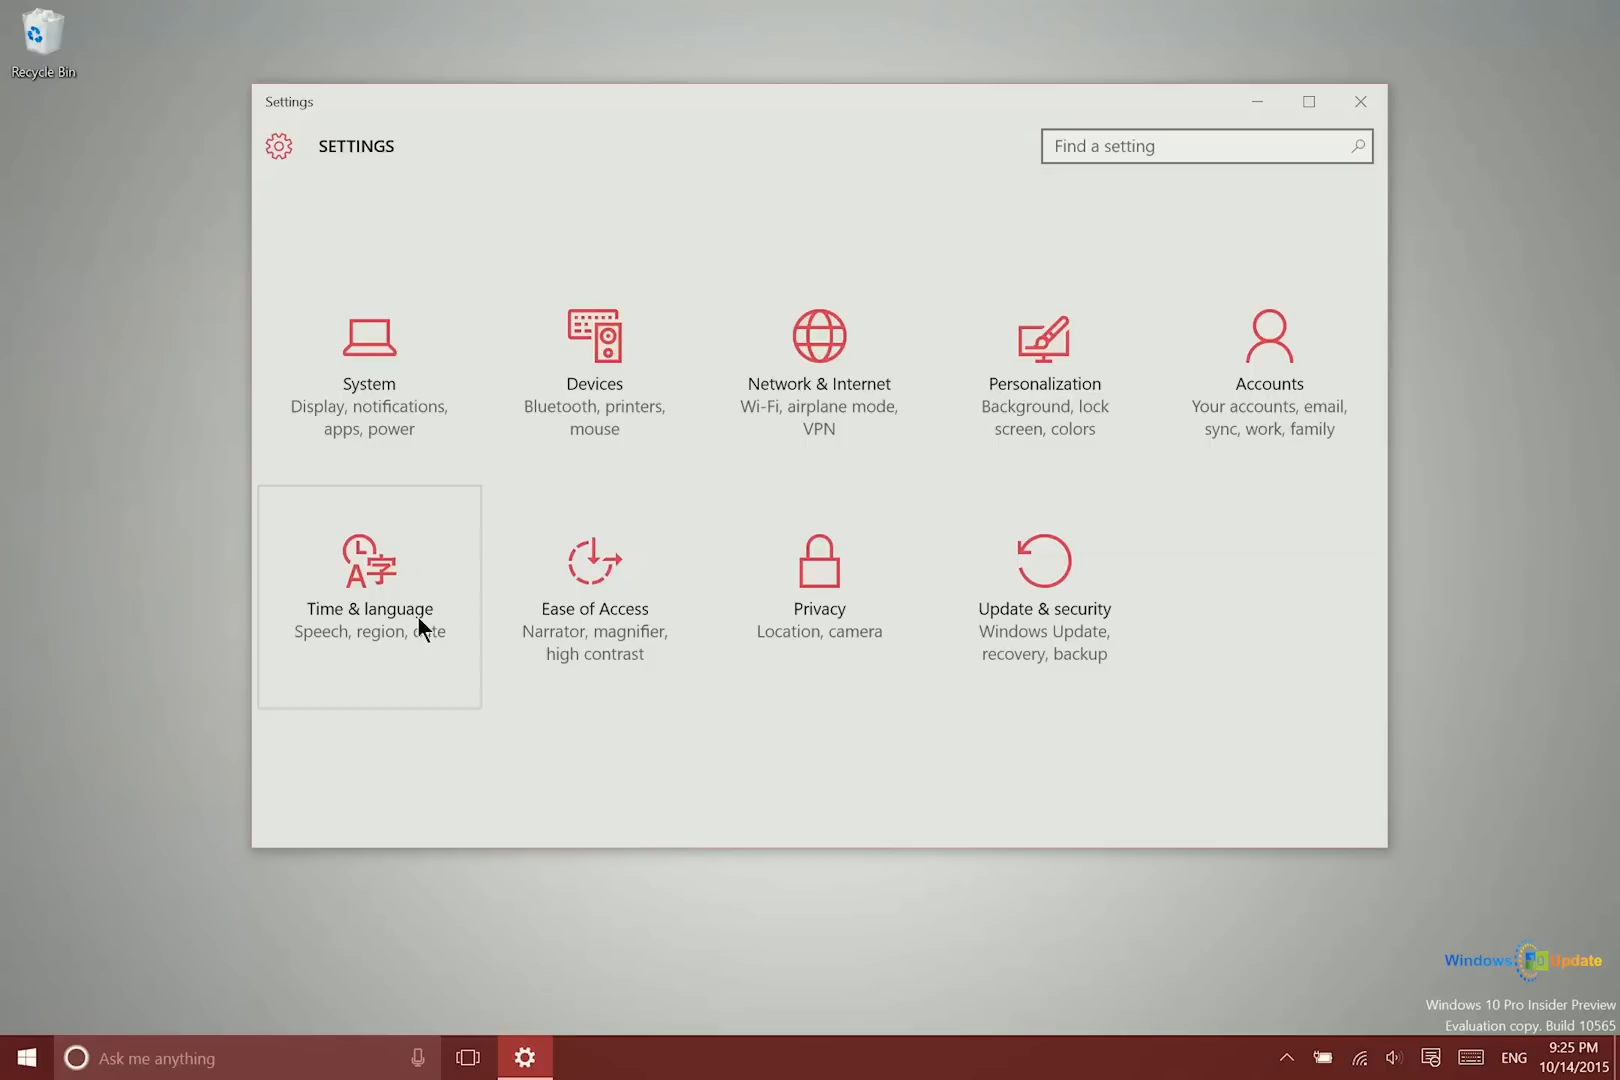 Recycle Bin
Settings
SETTINGS
Find a setting
System
Display, notifications,
apps, power
Devices
Bluetooth, printers,
mouse
Network & Internet
Wi-Fi, airplane mode,
VPN
Personalization
Background, lock
screen, colors
Accounts
Your accounts, email,
sync, work, family
Time & language
Speech, region, date
Ease of Access
Narrator, magnifier,
high contrast
Privacy
Location, camera
Update & security
Windows Update,
recovery, backup
Windows 10 Update
Windows 10 Pro Insider Preview
Evaluation copy. Build 10565
Ask me anything
ENG
9:25 PM
10/14/2015